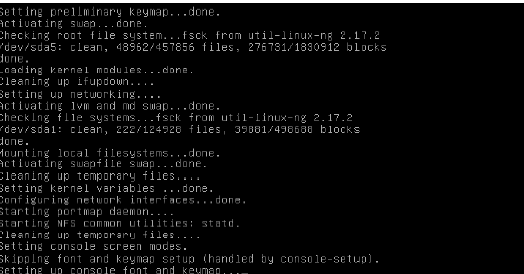 Setting preliminary keymap...done.
Activating swap...done.
Checking root file system...fsck from util-linux-ng 2.17.2
/dev/sda5: clean, 48962/457856 files, 276731/1830912 blocks
done.
Loading kernel modules...done.
Cleaning up ifupdown....
Setting up networking....
Activating lvm and md swap...done.
Checking file systems...fsck from util-linux-ng 2.17.2
/dev/sda1: clean, 222/124928 files, 39881/498688 blocks
done.
Mounting local filesystems...done.
Activating swapfile swap...done.
Cleaning up temporary files....
Setting kernel variables ...done.
Configuring network interfaces...done.
Starting portmap daemon....
Starting NFS common utilities: statd.
Cleaning up temporary files....
Setting console screen modes.
Skipping font and keymap setup (handled by console-setup).
Setting up console font and keymap..._